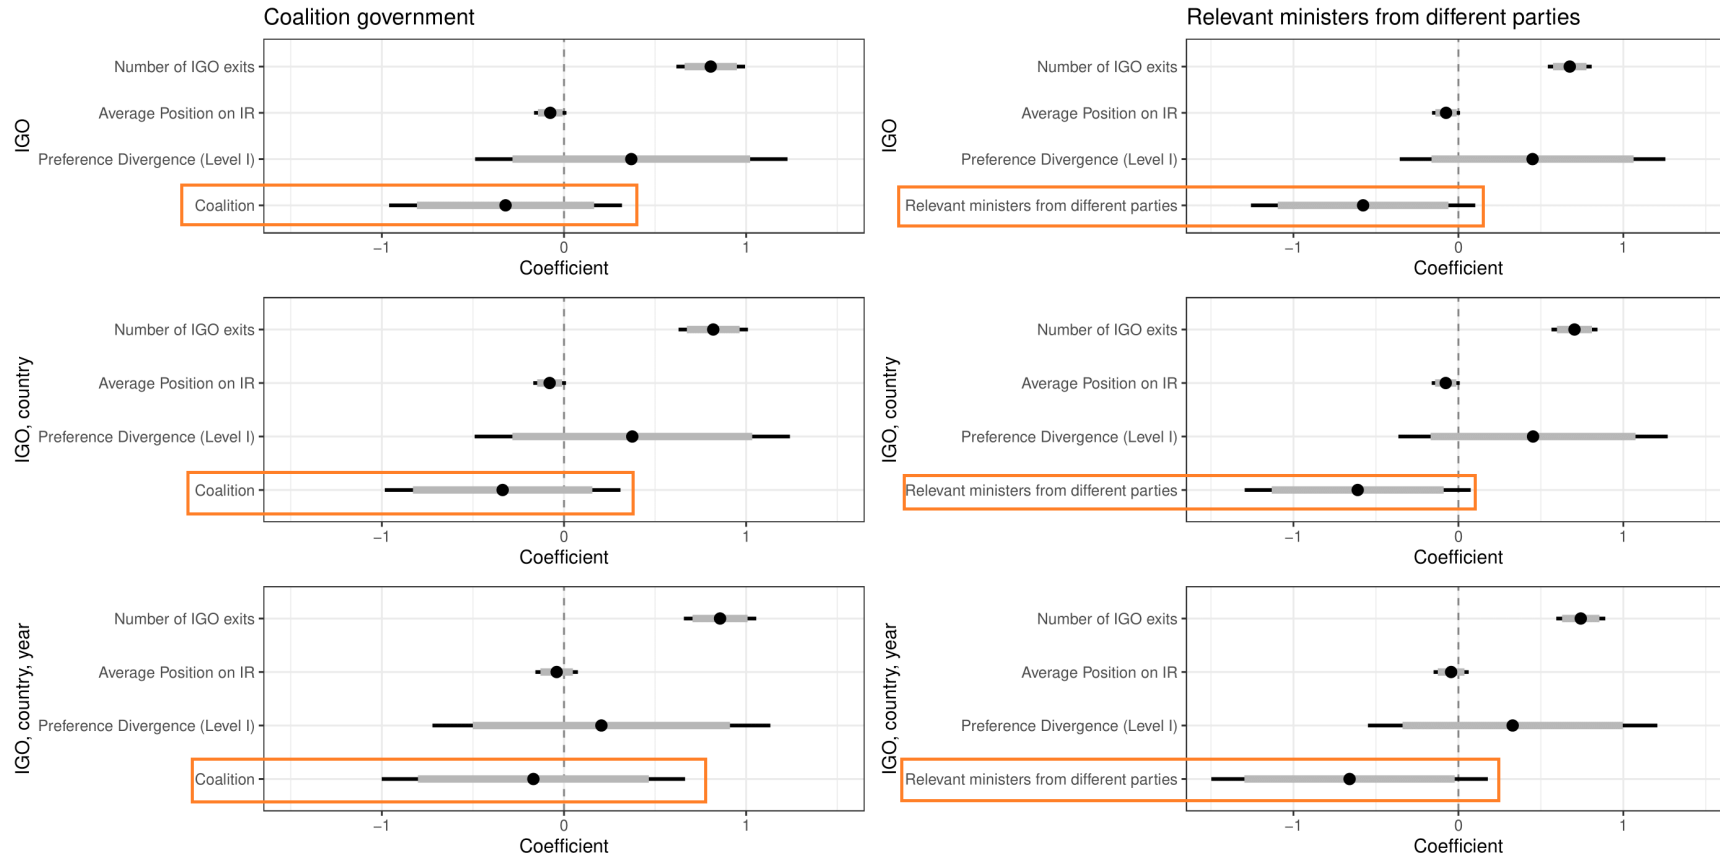 Coalition government
Number of IGO exits
Average Position on IR
Preference Divergence (Level I)
Coalition
IGO
−1 0 1
Coefficient
Relevant ministers from different parties
Number of IGO exits
Average Position on IR
Preference Divergence (Level I)
Relevant ministers from different parties
IGO
−1 0 1
Coefficient
Number of IGO exits
Average Position on IR
Preference Divergence (Level I)
Coalition
IGO, country
−1 0 1
Coefficient
Number of IGO exits
Average Position on IR
Preference Divergence (Level I)
Relevant ministers from different parties
IGO, country
−1 0 1
Coefficient
Number of IGO exits
Average Position on IR
Preference Divergence (Level I)
Coalition
IGO, country, year
−1 0 1
Coefficient
Number of IGO exits
Average Position on IR
Preference Divergence (Level I)
Relevant ministers from different parties
IGO, country, year
−1 0 1
Coefficient